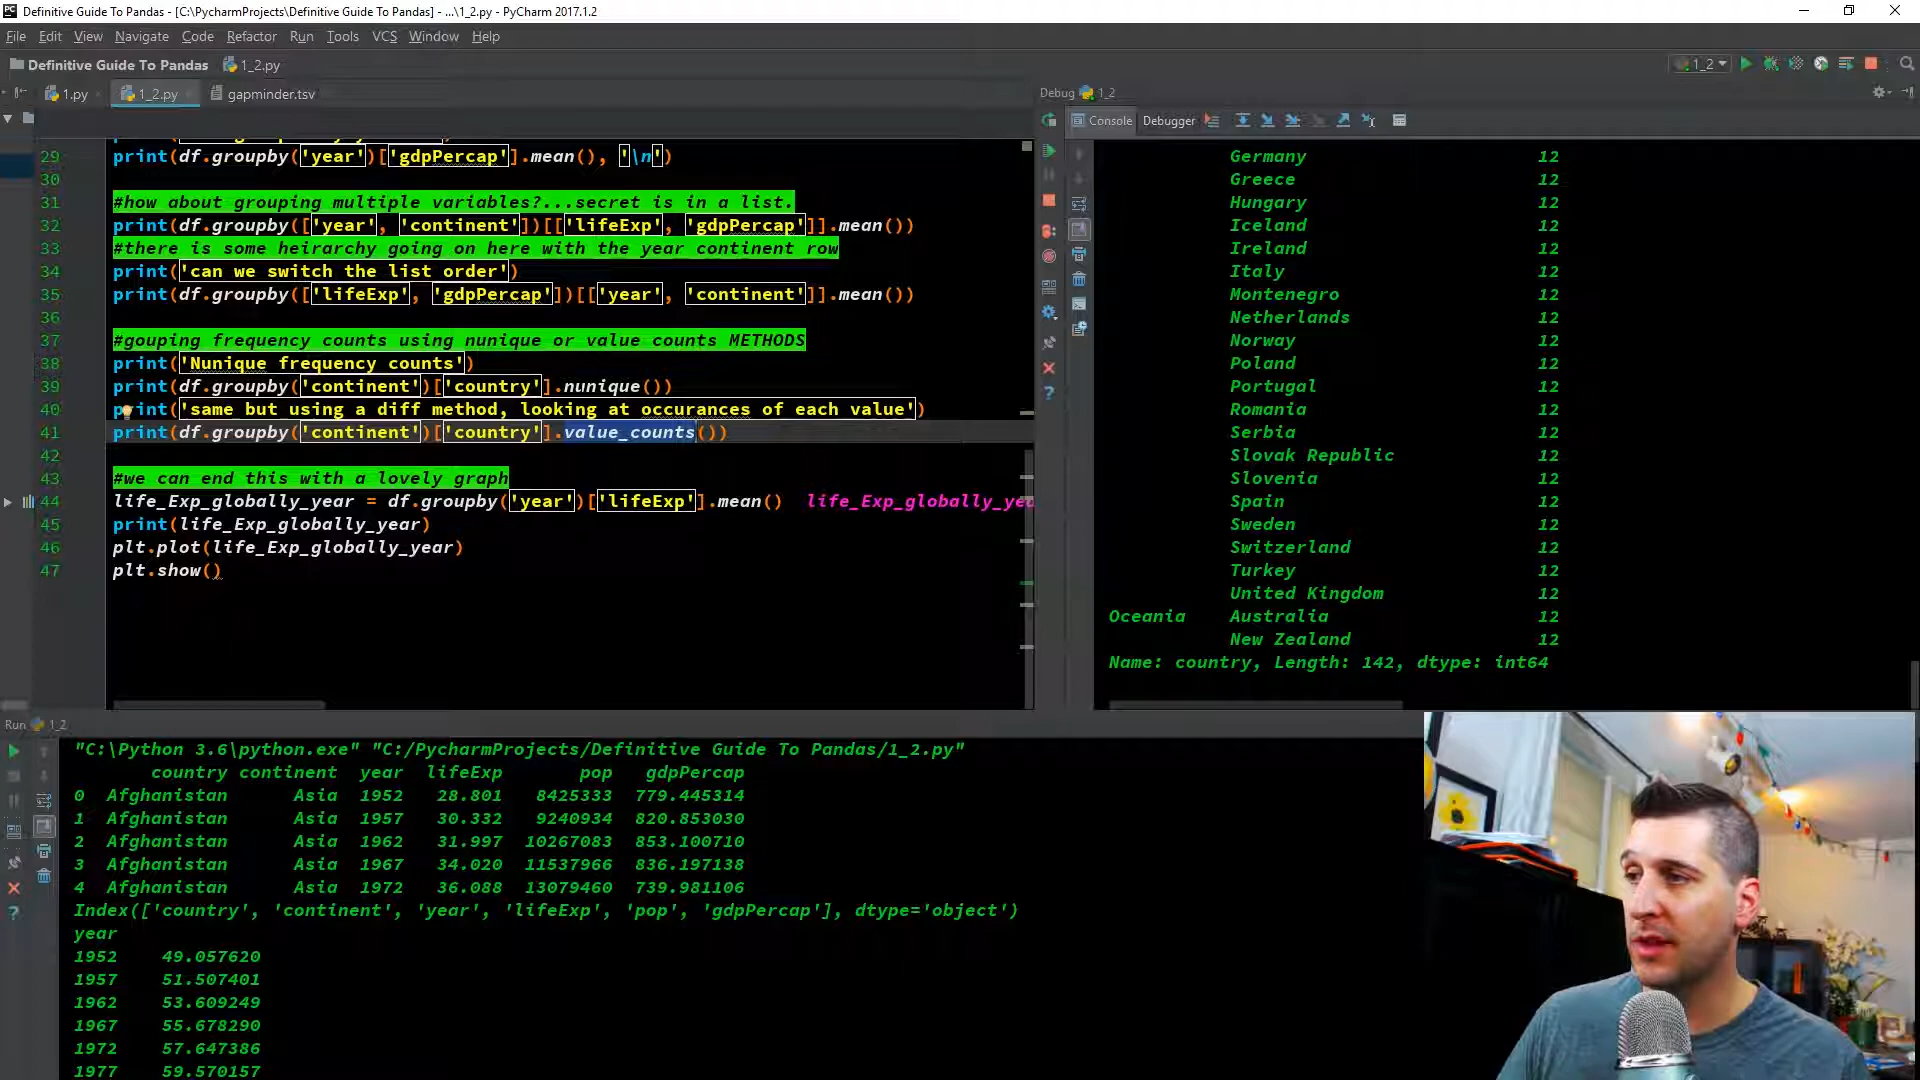 Definitive Guide To Pandas - [C:\PycharmProjects\Definitive Guide To Pandas] - ...\1_2.py - PyCharm 2017.1.2
File Edit View Navigate Code Refactor Run Tools VCS Window Help
Definitive Guide To Pandas 1_2.py 1_2
1.py 1_2.py gapminder.tsv
29 print(df.groupby('year')['gdpPercap'].mean(), '\n')
30
31 #how about grouping multiple variables?...secret is in a list.
32 print(df.groupby(['year', 'continent'])[['lifeExp', 'gdpPercap']].mean())
33 #there is some heirarchy going on here with the year continent row
34 print('can we switch the list order')
35 print(df.groupby(['lifeExp', 'gdpPercap'])[['year', 'continent']].mean())
36
37 #gouping frequency counts using nunique or value counts METHODS
38 print('Nunique frequency counts')
39 print(df.groupby('continent')['country'].nunique())
40 print('same but using a diff method, looking at occurances of each value')
41 print(df.groupby('continent')['country'].value_counts())
42
43 #we can end this with a lovely graph
44 life_Exp_globally_year = df.groupby('year')['lifeExp'].mean() life_Exp_globally_yea
45 print(life_Exp_globally_year)
46 plt.plot(life_Exp_globally_year)
47 plt.show()
Debug 1_2
Console Debugger
Germany 12
Greece 12
Hungary 12
Iceland 12
Ireland 12
Italy 12
Montenegro 12
Netherlands 12
Norway 12
Poland 12
Portugal 12
Romania 12
Serbia 12
Slovak Republic 12
Slovenia 12
Spain 12
Sweden 12
Switzerland 12
Turkey 12
United Kingdom 12
Oceania Australia 12
New Zealand 12
Name: country, Length: 142, dtype: int64
Run 1_2
"C:\Python 3.6\python.exe" "C:/PycharmProjects/Definitive Guide To Pandas/1_2.py"
country continent year lifeExp pop gdpPercap
0 Afghanistan Asia 1952 28.801 8425333 779.445314
1 Afghanistan Asia 1957 30.332 9240934 820.853030
2 Afghanistan Asia 1962 31.997 10267083 853.100710
3 Afghanistan Asia 1967 34.020 11537966 836.197138
4 Afghanistan Asia 1972 36.088 13079460 739.981106
Index(['country', 'continent', 'year', 'lifeExp', 'pop', 'gdpPercap'], dtype='object')
year
1952 49.057620
1957 51.507401
1962 53.609249
1967 55.678290
1972 57.647386
1977 59.570157